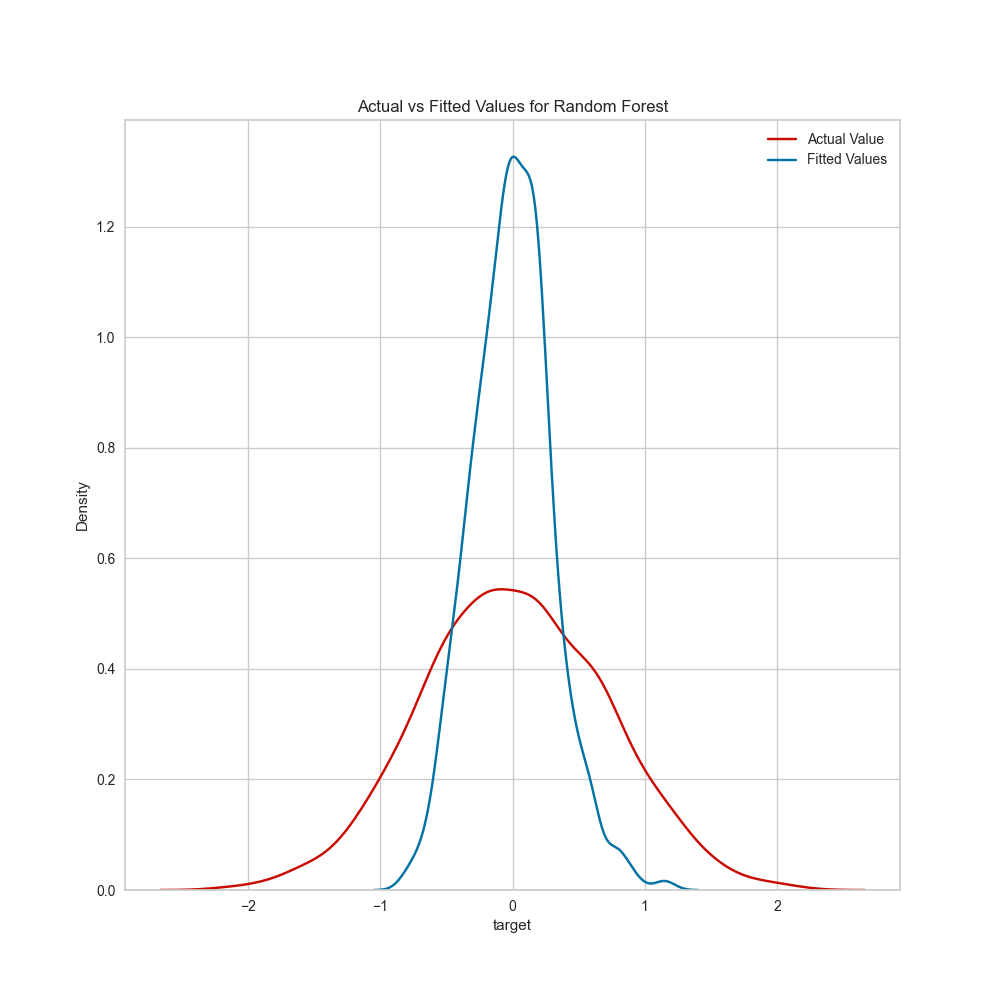 Actual vs Fitted Values for Random Forest
Actual Value
Fitted Values
1.2
1.0
0.8
0.6
0.4
0.2
0.0
Density
−2
−1
0
1
2
target